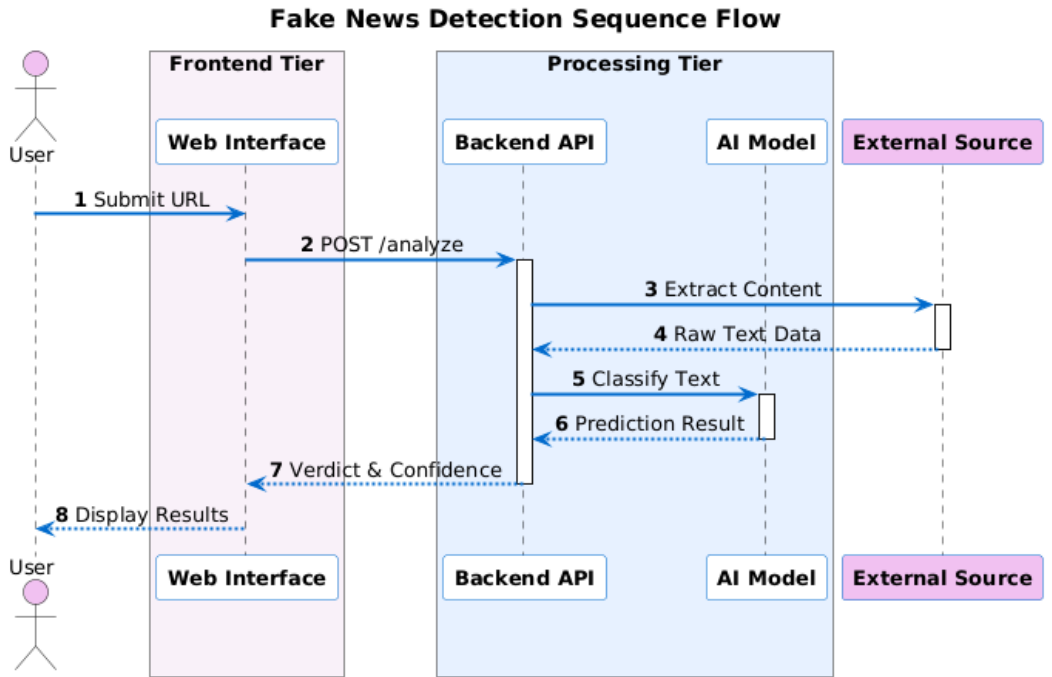 Fake News Detection Sequence Flow
Frontend Tier
Processing Tier
User
Web Interface
Backend API
AI Model
External Source
1 Submit URL
2 POST /analyze
3 Extract Content
4 Raw Text Data
5 Classify Text
6 Prediction Result
7 Verdict & Confidence
8 Display Results
User
Web Interface
Backend API
AI Model
External Source